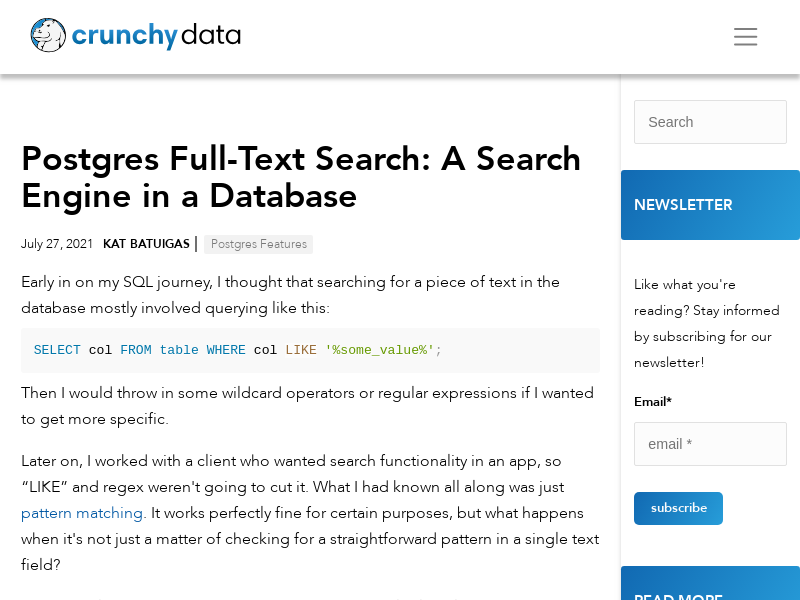 crunchy data
Postgres Full-Text Search: A Search
Engine in a Database
July 27, 2021 KAT BATUIGAS | Postgres Features
Early in on my SQL journey, I thought that searching for a piece of text in the
database mostly involved querying like this:
SELECT col FROM table WHERE col LIKE '%some_value%';
Then I would throw in some wildcard operators or regular expressions if I wanted
to get more specific.
Later on, I worked with a client who wanted search functionality in an app, so
“LIKE” and regex weren't going to cut it. What I had known all along was just
pattern matching. It works perfectly fine for certain purposes, but what happens
when it's not just a matter of checking for a straightforward pattern in a single text
field?
Search
NEWSLETTER
Like what you're
reading? Stay informed
by subscribing for our
newsletter!
Email*
email *
subscribe
READ MORE